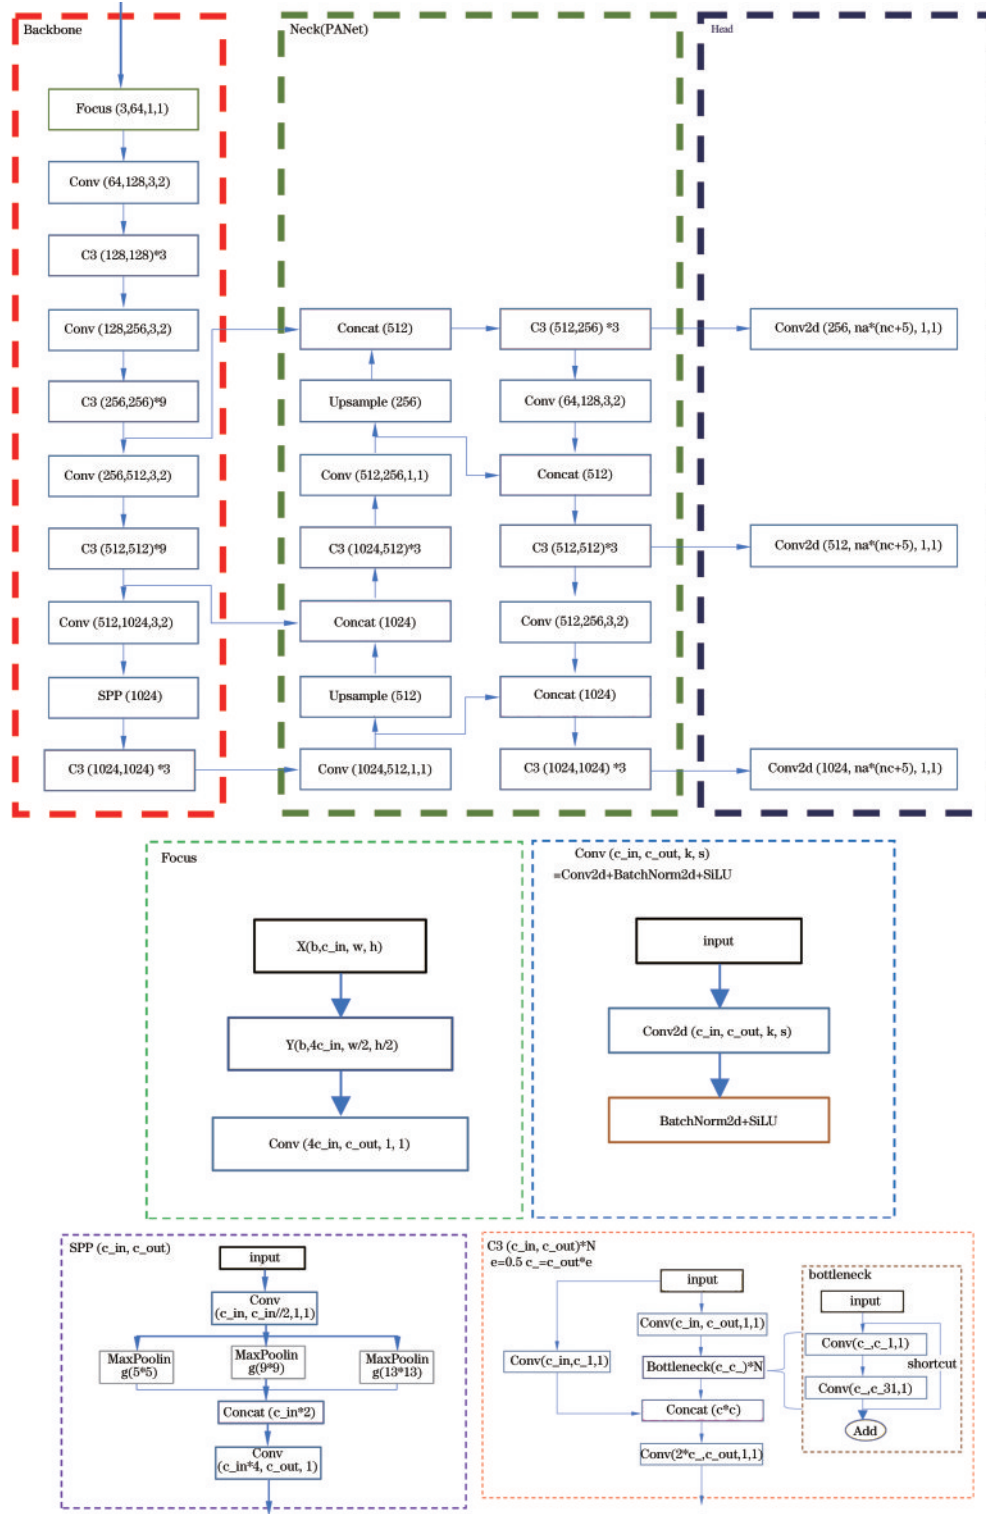 Backbone
Focus (3,64,1,1)
Conv (64,128,3,2)
C3 (128,128)*3
Conv (128,256,3,2)
C3 (256,256)*9
Conv (256,512,3,2)
C3 (512,512)*9
Conv (512,1024,3,2)
SPP (1024)
C3 (1024,1024) *3
Neck(PANet)
Concat (512)
Upsample (256)
Conv (512,256,1,1)
C3 (1024,512)*3
Concat (1024)
Upsample (512)
Conv (1024,512,1,1)
C3 (512,256) *3
Conv (64,128,3,2)
Concat (512)
C3 (512,512)*3
Conv (512,256,3,2)
Concat (1024)
C3 (1024,1024) *3
Head
Conv2d (256, na*(nc+5), 1,1)
Conv2d (512, na*(nc+5), 1,1)
Conv2d (1024, na*(nc+5), 1,1)
Focus
X(b,c_in, w, h)
Y(b,4c_in, w/2, h/2)
Conv (4c_in, c_out, 1, 1)
Conv (c_in, c_out, k, s)
=Conv2d+BatchNorm2d+SiLU
input
Conv2d (c_in, c_out, k, s)
BatchNorm2d+SiLU
SPP (c_in, c_out)
input
Conv
(c_in, c_in//2,1,1)
MaxPoolin
g(5*5)
MaxPoolin
g(9*9)
MaxPoolin
g(13*13)
Concat (c_in*2)
Conv
(c_in*4, c_out, 1)
C3 (c_in, c_out)*N
e=0.5 c_=c_out*e
input
Conv(c_in, c_out,1,1)
Conv(c_in,c_1,1)
Bottleneck(c_c_)*N
Concat (c*c)
Conv(2*c_,c_out,1,1)
bottleneck
input
Conv(c_,c_1,1)
shortcut
Conv(c_,c_31,1)
Add